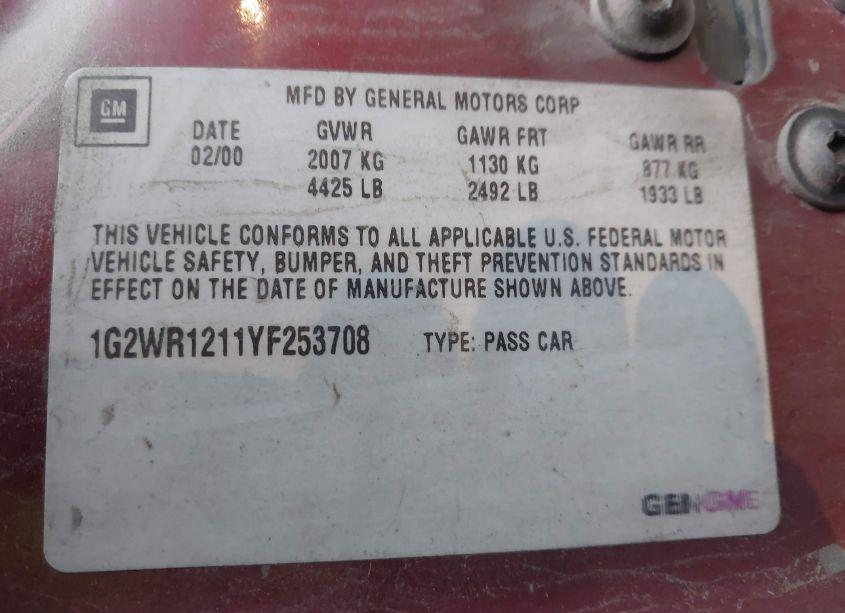 GM
MFD BY GENERAL MOTORS CORP
DATE GVWR GAWR FRT GAWR RR
02/00 2007 KG 1130 KG 877 KG
4425 LB 2492 LB 1933 LB
THIS VEHICLE CONFORMS TO ALL APPLICABLE U.S. FEDERAL MOTOR
VEHICLE SAFETY, BUMPER, AND THEFT PREVENTION STANDARDS IN
EFFECT ON THE DATE OF MANUFACTURE SHOWN ABOVE.
1G2WR1211YF253708 TYPE: PASS CAR